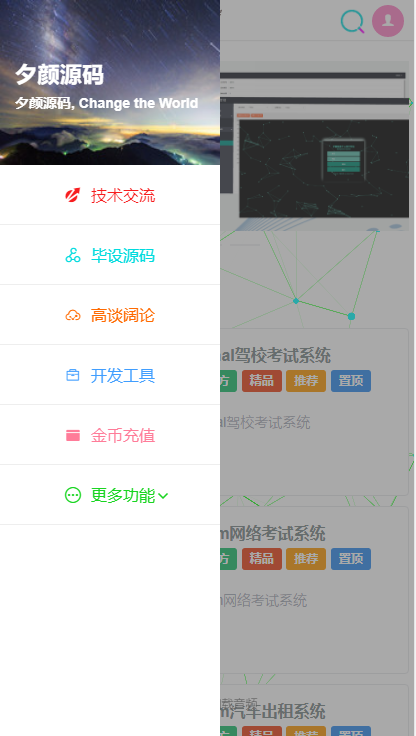 夕颜源码
夕颜源码, Change the World
技术交流
毕设源码
高谈阔论
开发工具
金币充值
更多功能
al驾校考试系统
方 精品 推荐 置顶
al驾校考试系统
m网络考试系统
方 精品 推荐 置顶
m网络考试系统
载音频
m汽车出租系统
方 精品 推荐 置顶